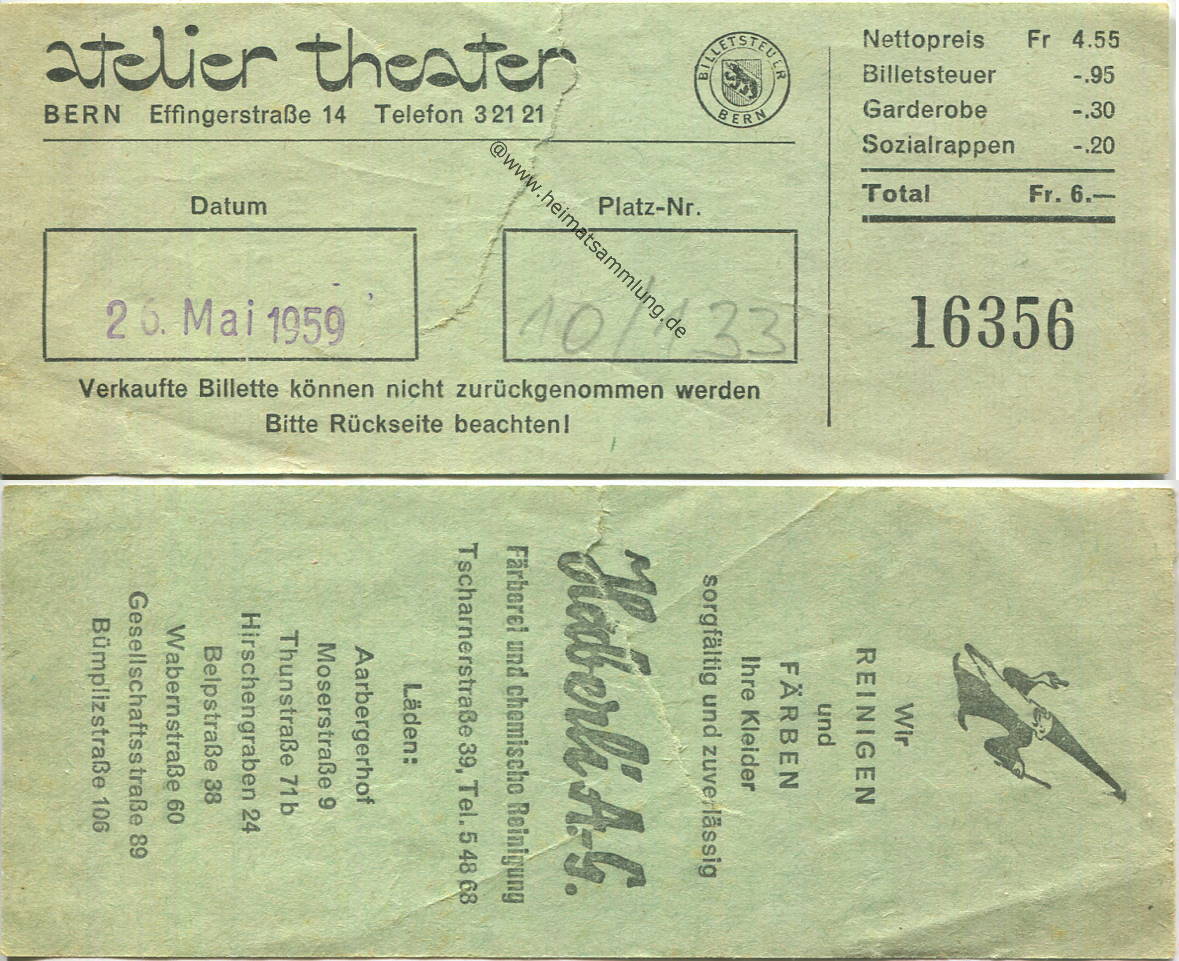 atelier theater
BERN Effingerstraße 14 Telefon 3 21 21
BILLETSTEUER
BERN
Nettopreis Fr 4.55
Billetsteuer -.95
Garderobe -.30
Sozialrappen -.20
Total Fr. 6.—
Datum
Platz-Nr.
26. Mai 1959
10/133
16356
Verkaufte Billette können nicht zurückgenommen werden
Bitte Rückseite beachten!
@www.heimatsammlung.de
Wir
REINIGEN
und
FÄRBEN
Ihre Kleider
sorgfältig und zuverlässig
Häberli A.-G.
Färberei und chemische Reinigung
Tscharnerstraße 39, Tel. 5 48 68
Läden:
Aarbergerhof
Moserstraße 9
Thunstraße 71b
Hirschengraben 24
Belpstraße 38
Wabernstraße 60
Gesellschaftsstraße 89
Bümplizstraße 106